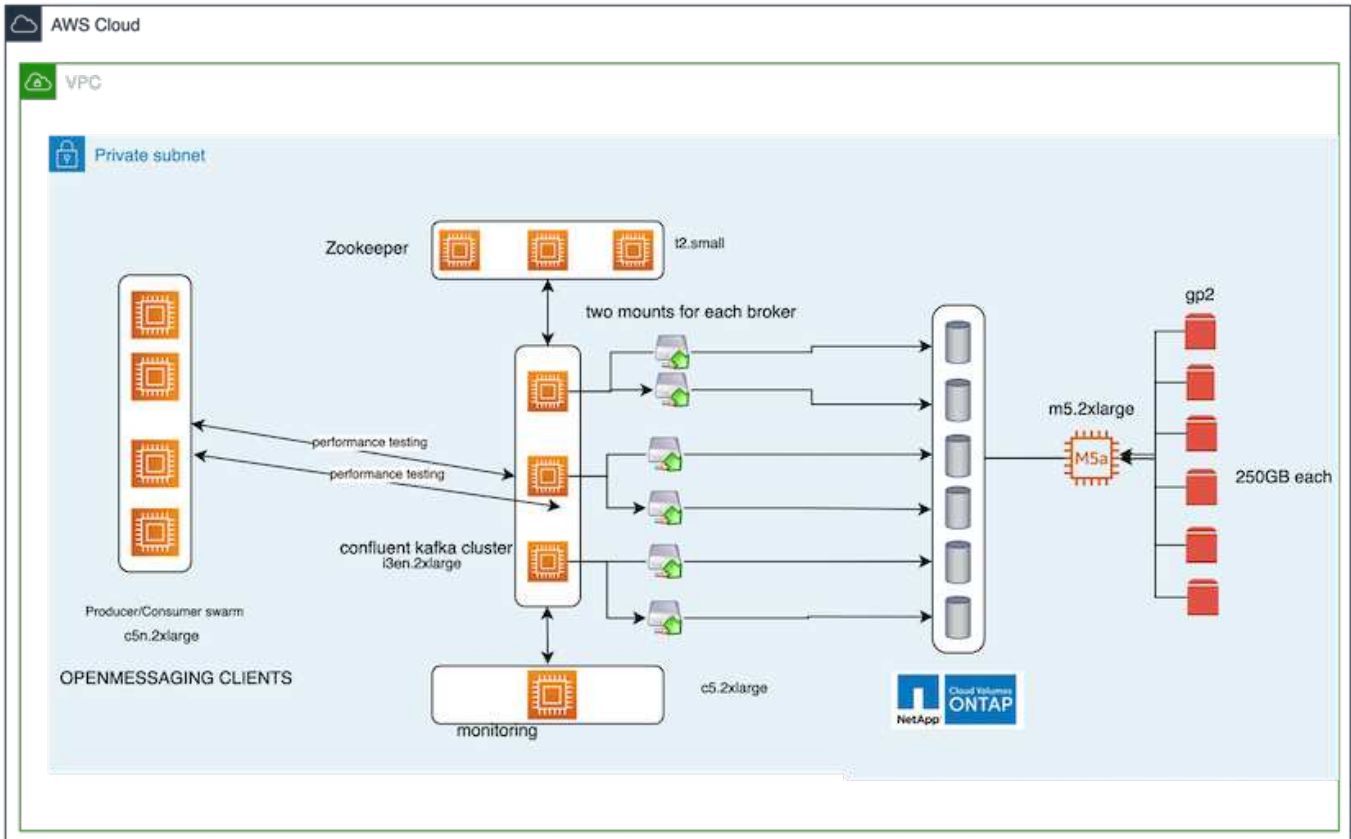 AWS Cloud
VPC
Private subnet
Zookeeper
t2.small
two mounts for each broker
gp2
m5.2xlarge
M5a
250GB each
performance testing
performance testing
confluent kafka cluster
i3en.2xlarge
Producer/Consumer swarm
c5n.2xlarge
OPENMESSAGING CLIENTS
c5.2xlarge
monitoring
NetApp
Cloud Volumes
ONTAP